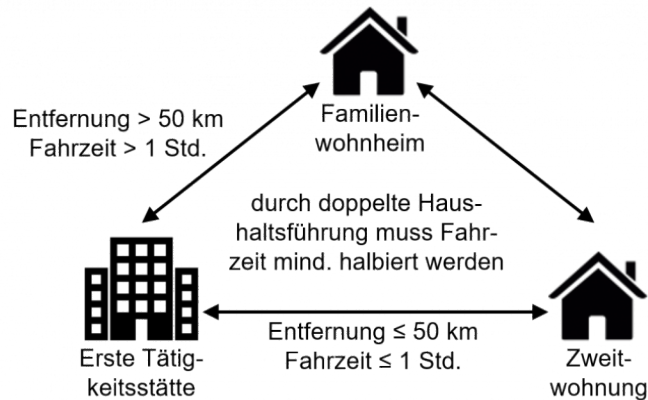 Entfernung > 50 km
Fahrzeit > 1 Std.
Familien-
wohnheim
durch doppelte Haus-
haltsführung muss Fahr-
zeit mind. halbiert werden
Entfernung ≤ 50 km
Fahrzeit ≤ 1 Std.
Erste Tätig-
keitsstätte
Zweit-
wohnung